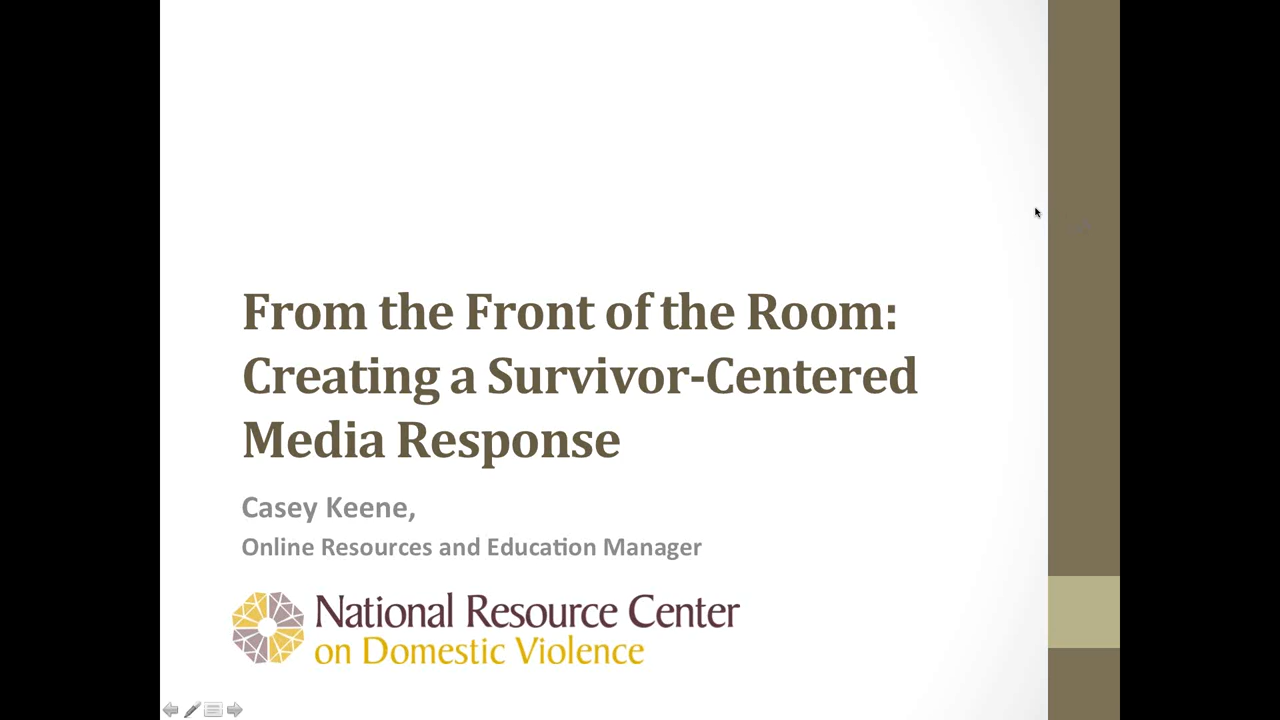 From the Front of the Room:
Creating a Survivor-Centered
Media Response
Casey Keene,
Online Resources and Education Manager
National Resource Center
on Domestic Violence